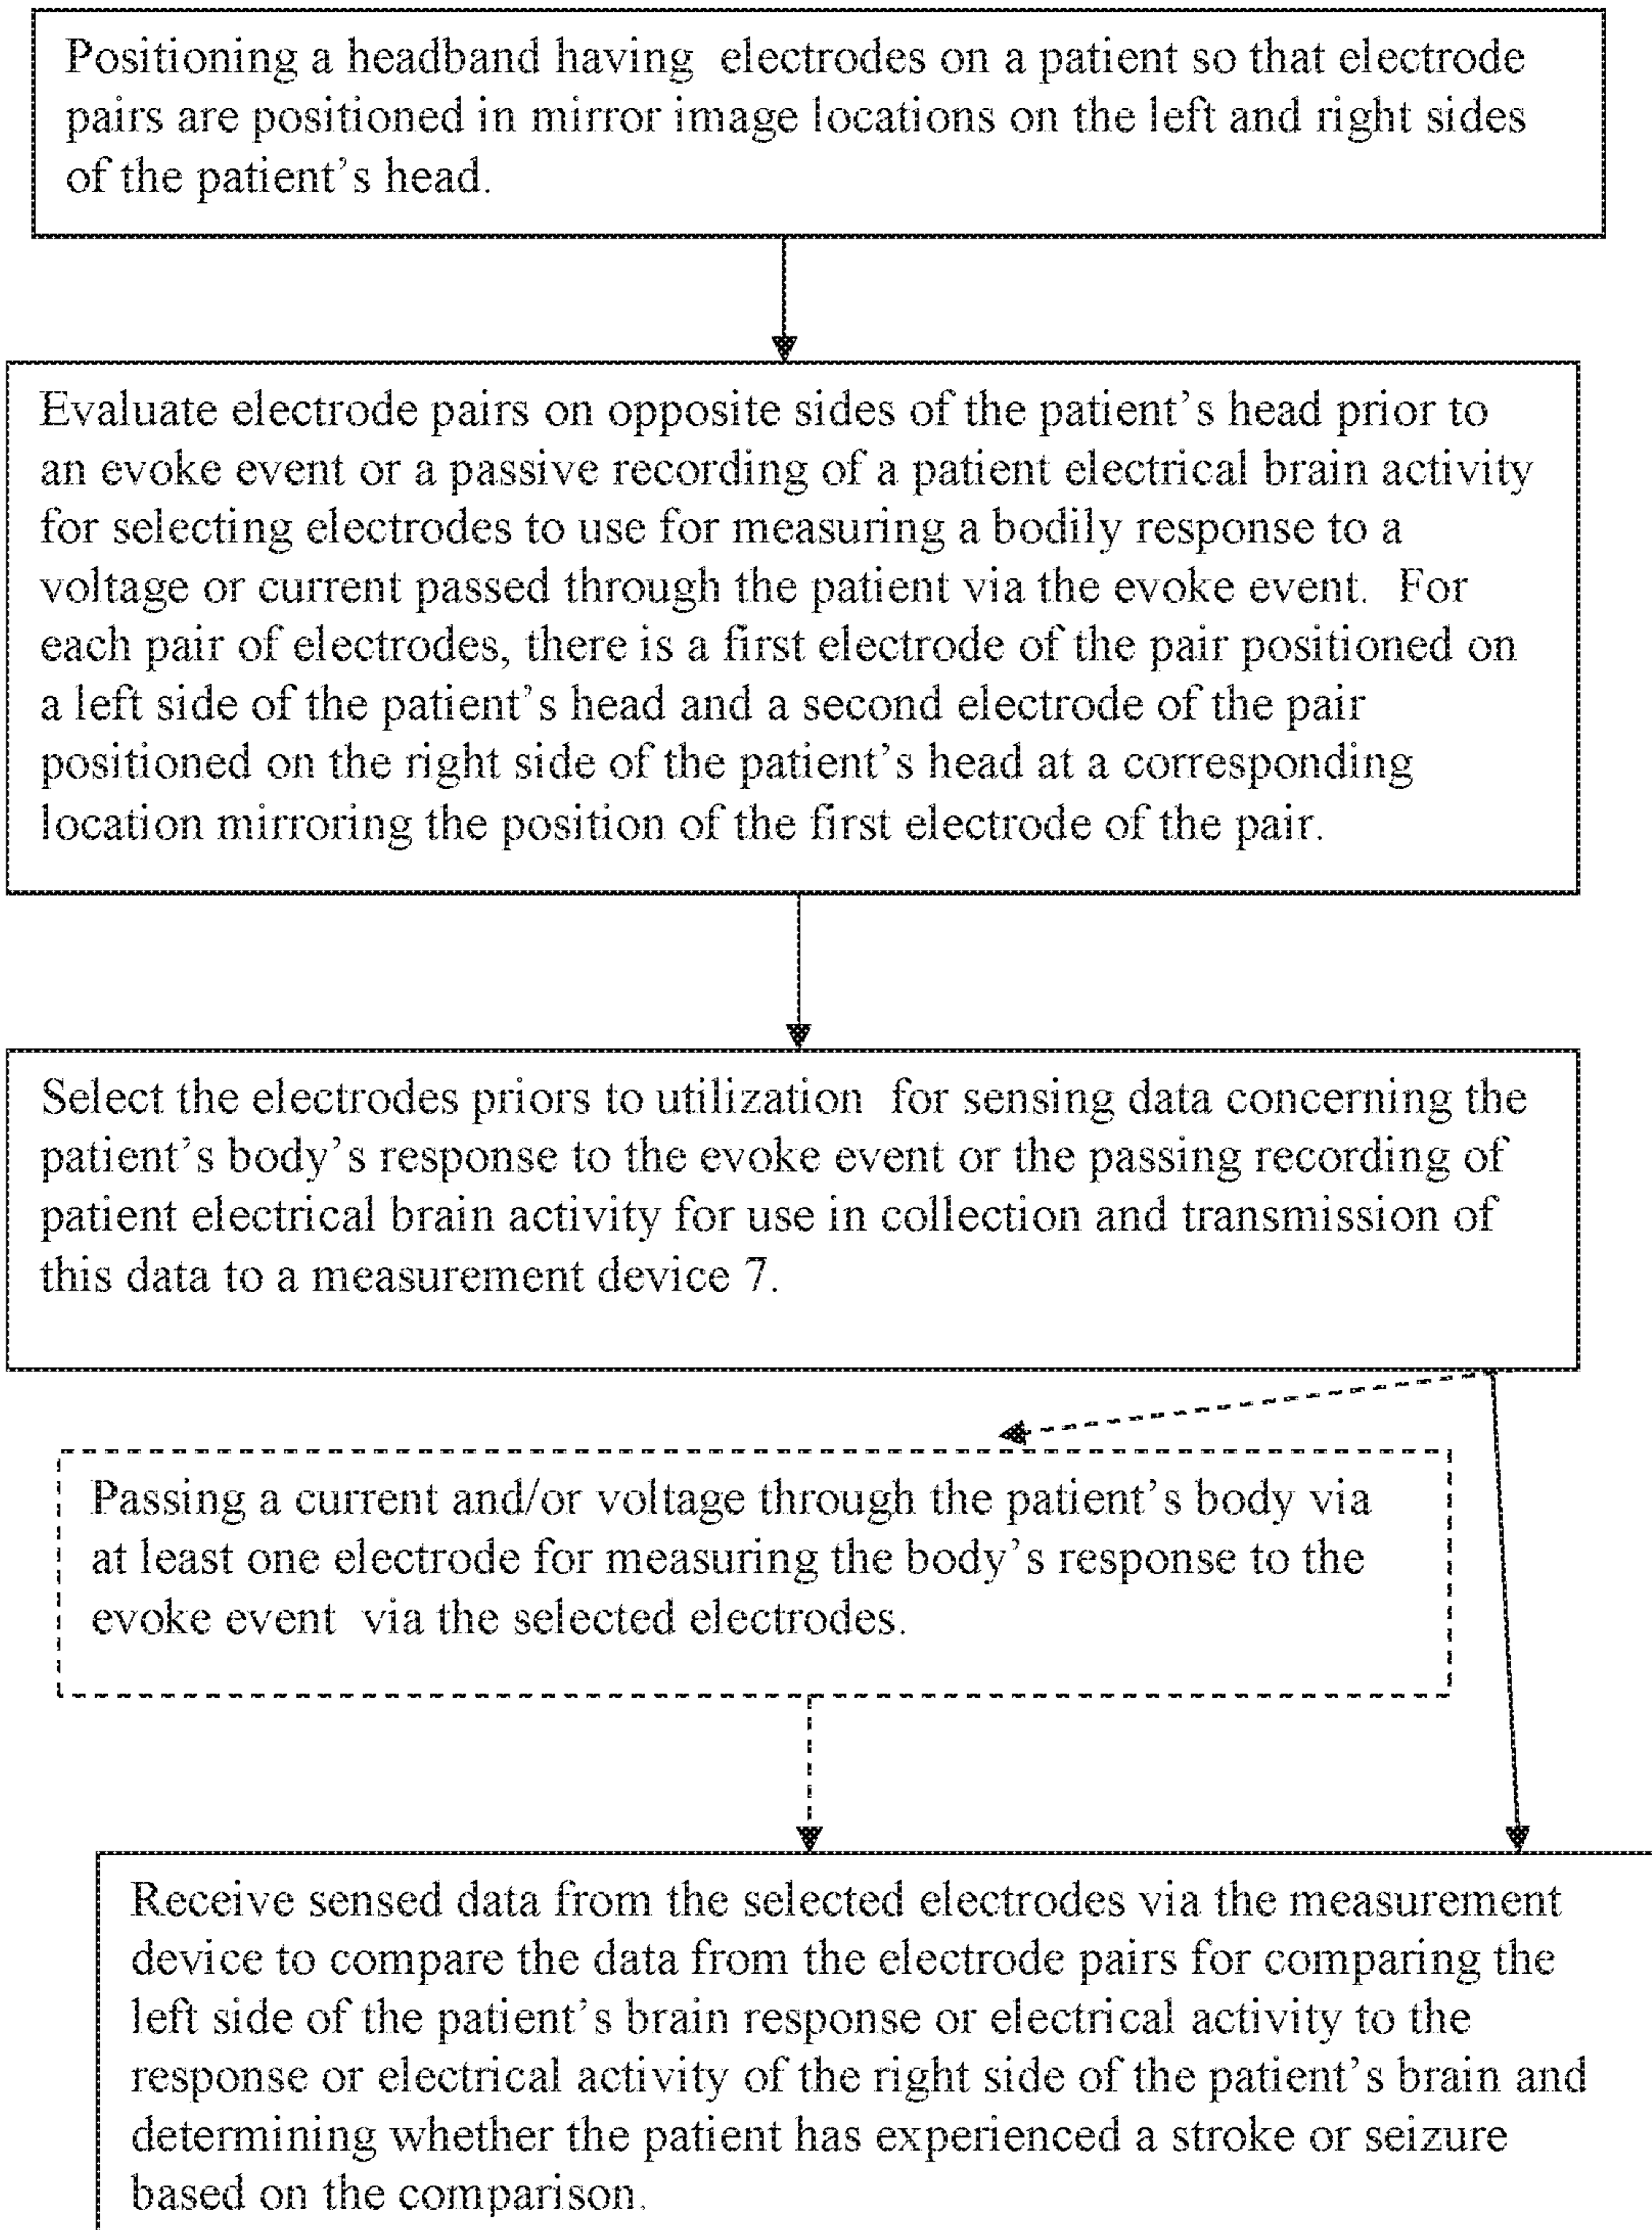 Positioning a headband having electrodes on a patient so that electrode
pairs are positioned in mirror image locations on the left and right sides
of the patient's head.
Evaluate electrode pairs on opposite sides of the patient's head prior to
an evoke event or a passive recording of a patient electrical brain activity
for selecting electrodes to use for measuring a bodily response to a
voltage or current passed through the patient via the evoke event. For
each pair of electrodes, there is a first electrode of the pair positioned on
a left side of the patient's head and a second electrode of the pair
positioned on the right side of the patient's head at a corresponding
location mirroring the position of the first electrode of the pair.
Select the electrodes priors to utilization for sensing data concerning the
patient's body's response to the evoke event or the passing recording of
patient electrical brain activity for use in collection and transmission of
this data to a measurement device 7.
Passing a current and/or voltage through the patient's body via
at least one electrode for measuring the body's response to the
evoke event via the selected electrodes.
Receive sensed data from the selected electrodes via the measurement
device to compare the data from the electrode pairs for comparing the
left side of the patient's brain response or electrical activity to the
response or electrical activity of the right side of the patient's brain and
determining whether the patient has experienced a stroke or seizure
based on the comparison.